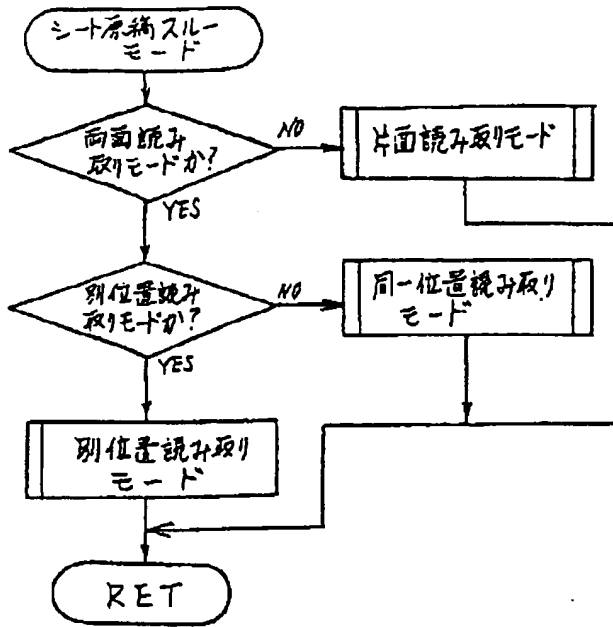 シート原稿スルー
モード
両面読み
取りモードか?
NO
片面読み取りモード
YES
別位置読み
取りモードか?
NO
同一位置読み取り
モード
YES
別位置読み取り
モード
RET